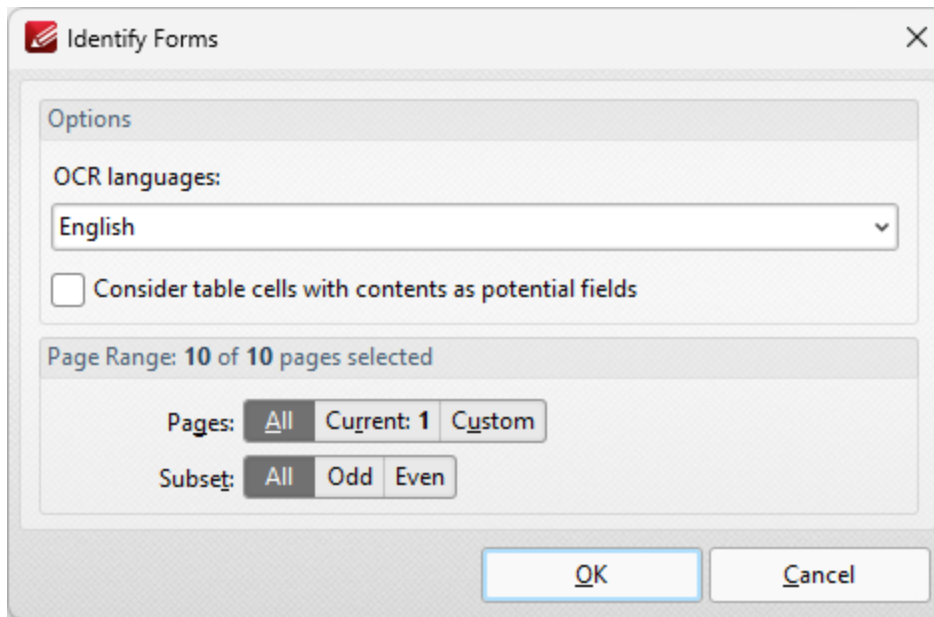 Identify Forms
Options
OCR languages:
English
Consider table cells with contents as potential fields
Page Range: 10 of 10 pages selected
Pages: All Current: 1 Custom
Subset: All Odd Even
OK Cancel